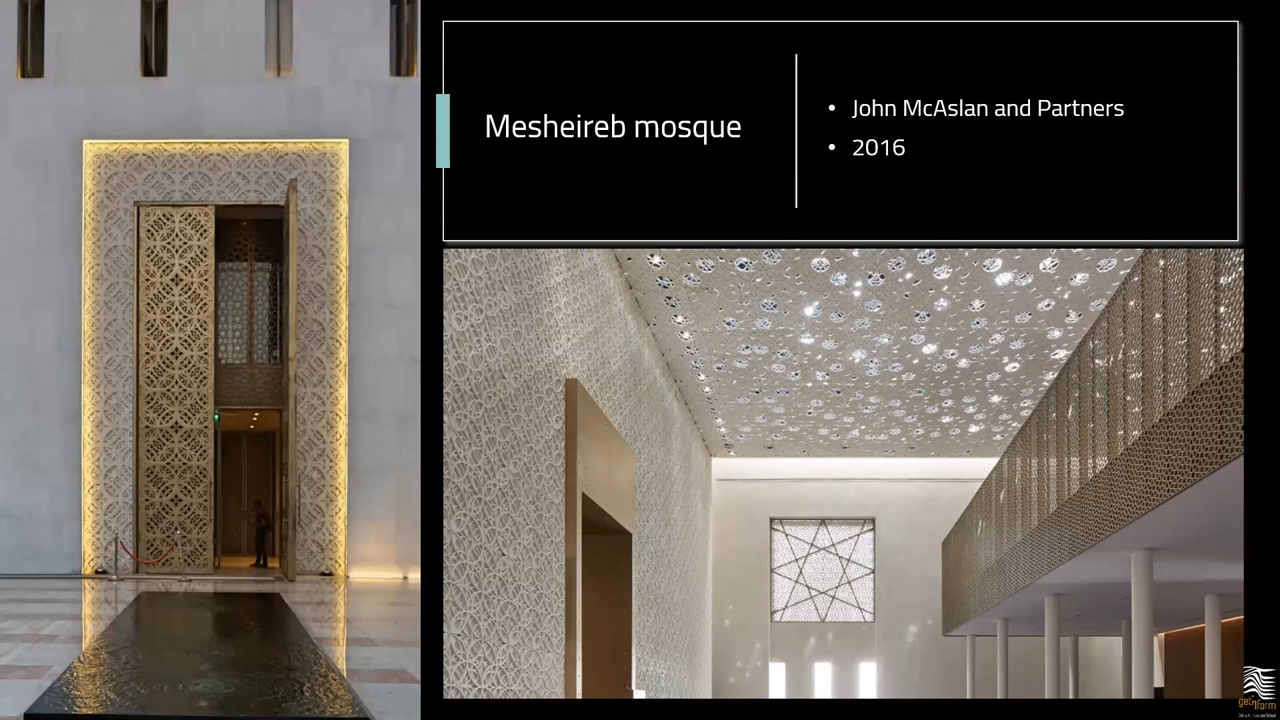 Mesheireb mosque
• John McAslan and Partners
• 2016